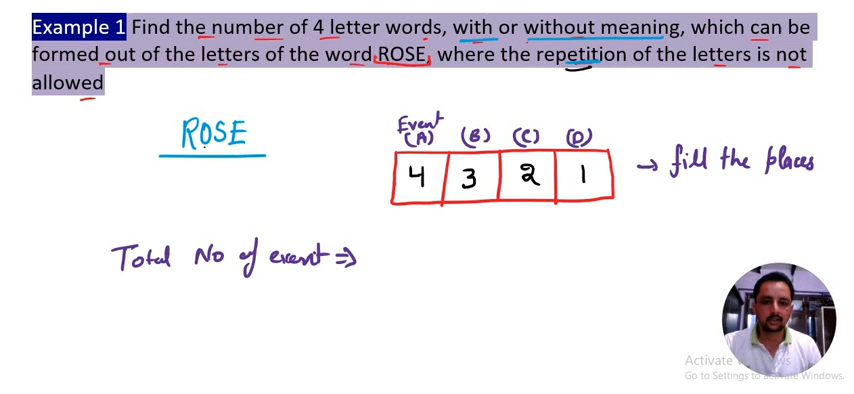 Example 1 Find the number of 4 letter words, with or without meaning, which can be
formed out of the letters of the word ROSE, where the repetition of the letters is not
allowed
ROSE
Event
(A) (B) (C) (D)
4 3 2 1 → fill the places
Total No of event ⇒
Activate Windows
Go to Settings to activate Windows.